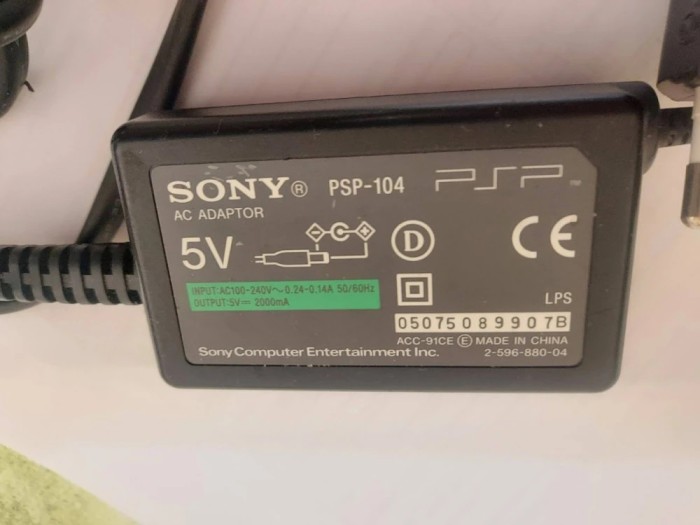 SONY® PSP-104 PSP™
AC ADAPTOR
5V
D CE
INPUT:AC100-240V～0.24-0.14A 50/60Hz
OUTPUT:5V⎓ 2000mA
LPS
05075089907B
ACC-91CE Ⓔ MADE IN CHINA
Sony Computer Entertainment Inc. 2-596-880-04